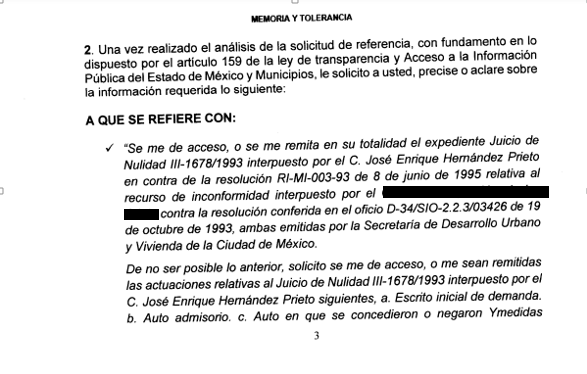 MEMORIA Y TOLERANCIA
2. Una vez realizado el análisis de la solicitud de referencia, con fundamento en lo
dispuesto por el artículo 159 de la ley de transparencia y Acceso a la Información
Pública del Estado de México y Municipios, le solicito a usted, precise o aclare sobre
la información requerida lo siguiente:
A QUE SE REFIERE CON:
✓ "Se me de acceso, o se me remita en su totalidad el expediente Juicio de
Nulidad III-1678/1993 interpuesto por el C. José Enrique Hernández Prieto
en contra de la resolución RI-MI-003-93 de 8 de junio de 1995 relativa al
recurso de inconformidad interpuesto por el
contra la resolución conferida en el oficio D-34/SIO-2.2.3/03426 de 19
de octubre de 1993, ambas emitidas por la Secretaría de Desarrollo Urbano
y Vivienda de la Ciudad de México.
De no ser posible lo anterior, solicito se me de acceso, o me sean remitidas
las actuaciones relativas al Juicio de Nulidad III-1678/1993 interpuesto por el
C. José Enrique Hernández Prieto siguientes, a. Escrito inicial de demanda.
b. Auto admisorio. c. Auto en que se concedieron o negaron Ymedidas
3